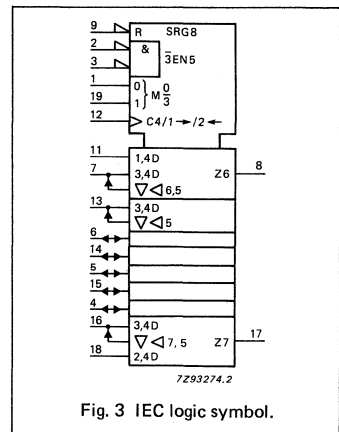 9 R SRG8
2 &
3 3̅EN5
1 0 } M 0/3
19 1
12 C4/1→/2←
11 1,4D
7 3,4D Z6 8
▽ ◁ 6,5
13 3,4D
▽ ◁ 5
6
14
5
15
4
16 3,4D
▽ ◁ 7,5 Z7 17
18 2,4D
7Z93274.2
Fig. 3 IEC logic symbol.